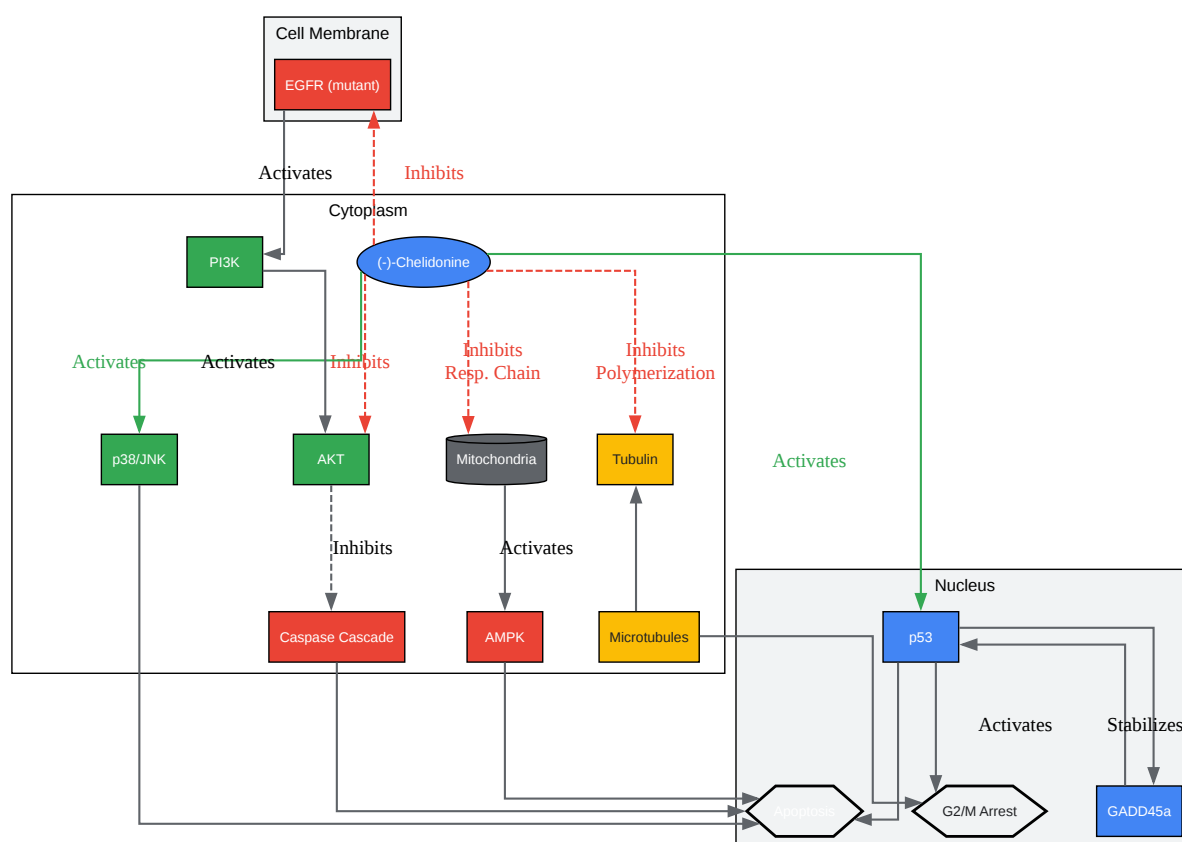 Cell Membrane
EGFR (mutant)
Activates
Inhibits
Cytoplasm
PI3K
(-)-Chelidonine
Activates
Activates
Inhibits
Inhibits
Resp. Chain
Inhibits
Polymerization
p38/JNK
AKT
Mitochondria
Tubulin
Activates
Inhibits
Activates
Nucleus
Caspase Cascade
AMPK
Microtubules
p53
Activates
Stabilizes
Apoptosis
G2/M Arrest
GADD45a